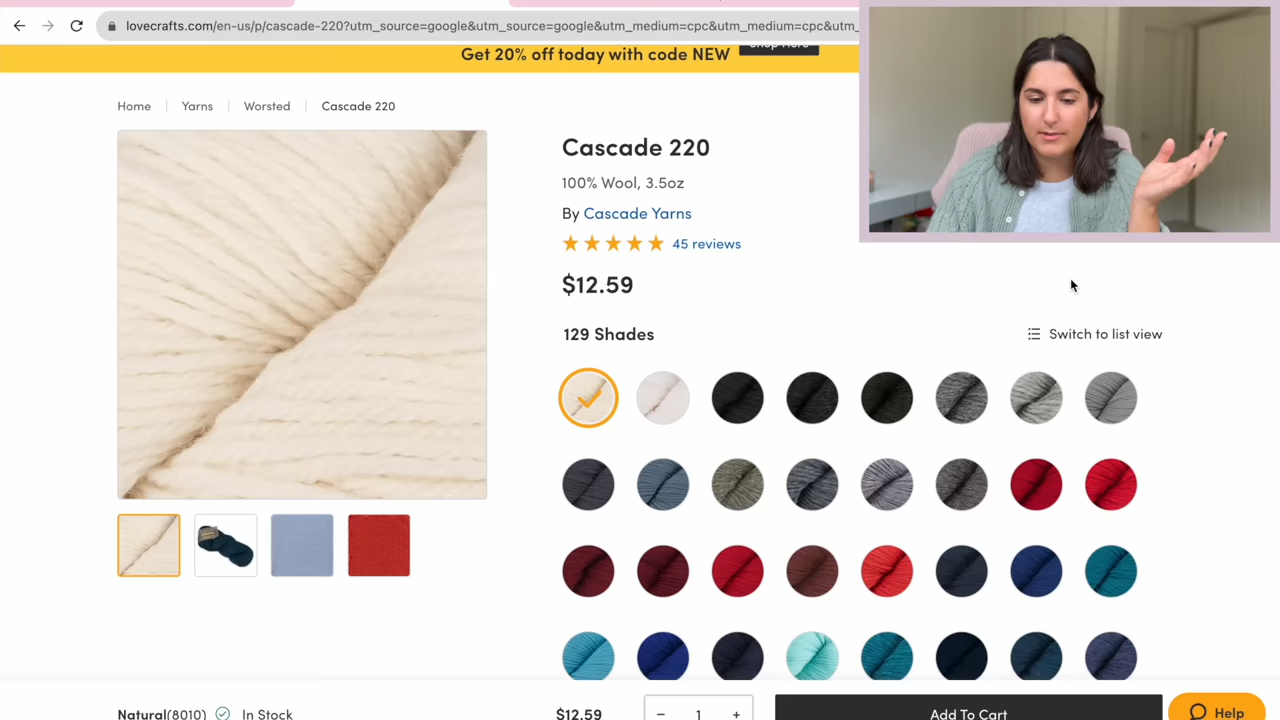 lovecrafts.com/en-us/p/cascade-220?utm_source=google&utm_source=google&utm_medium=cpc&utm_medium=cpc&utm_
Get 20% off today with code NEW
Shop Here
Home
Yarns
Worsted
Cascade 220
Cascade 220
100% Wool, 3.5oz
By Cascade Yarns
45 reviews
$12.59
129 Shades
Switch to list view
Natural(8010)
In Stock
$12.59
− 1 +
Add To Cart
Help